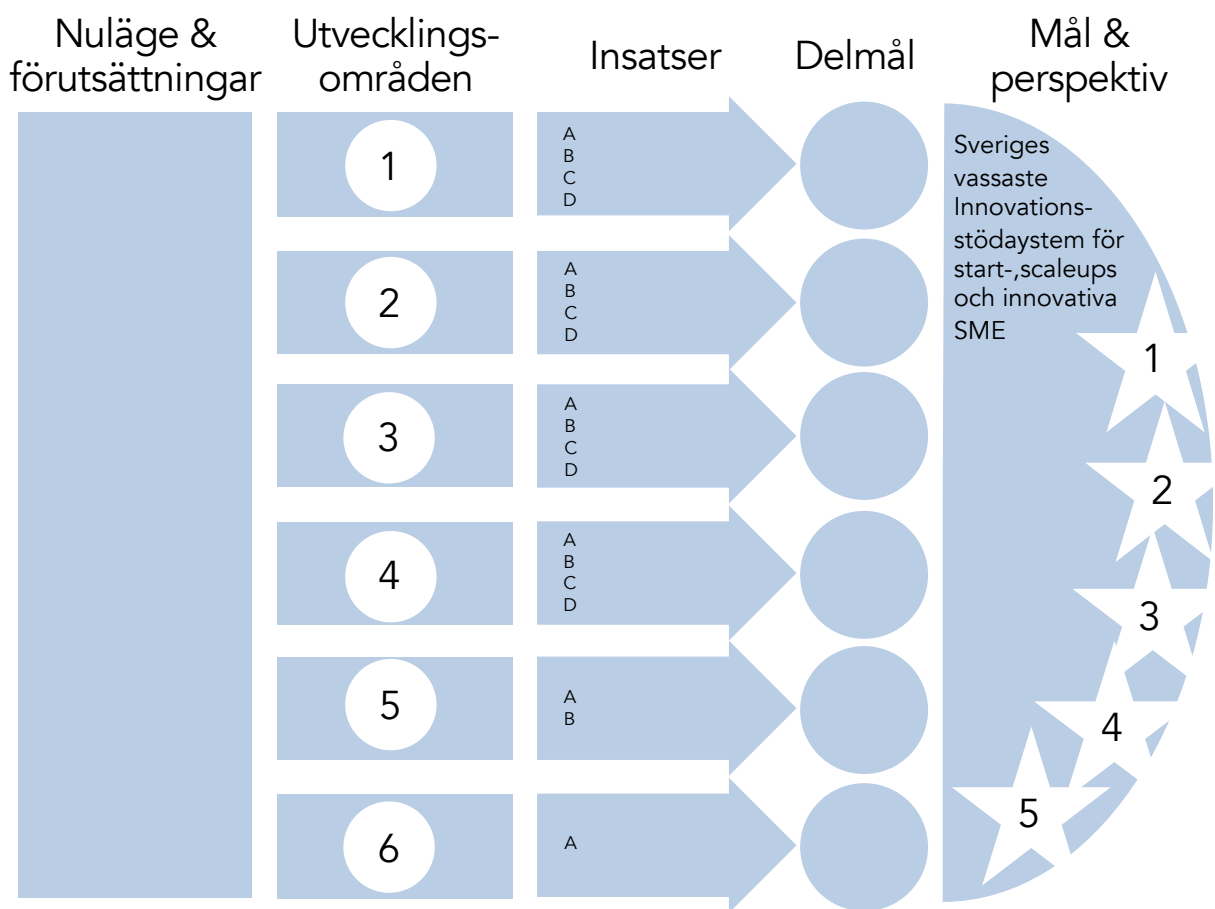 Nuläge &
förutsättningar
Utvecklings-
områden
Insatser
Delmål
Mål &
perspektiv
1
A
B
C
D
2
A
B
C
D
3
A
B
C
D
4
A
B
C
D
5
A
B
6
A
Sveriges
vassaste
Innovations-
stödaystem för
start-,scaleups
och innovativa
SME
1
2
3
4
5